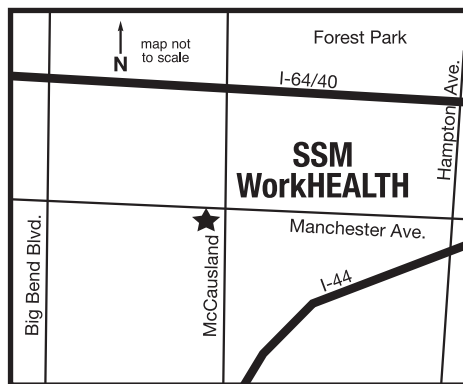 map not
to scale
N
Forest Park
I-64/40
Hampton Ave.
SSM
WorkHEALTH
Manchester Ave.
Big Bend Blvd.
McCausland
I-44